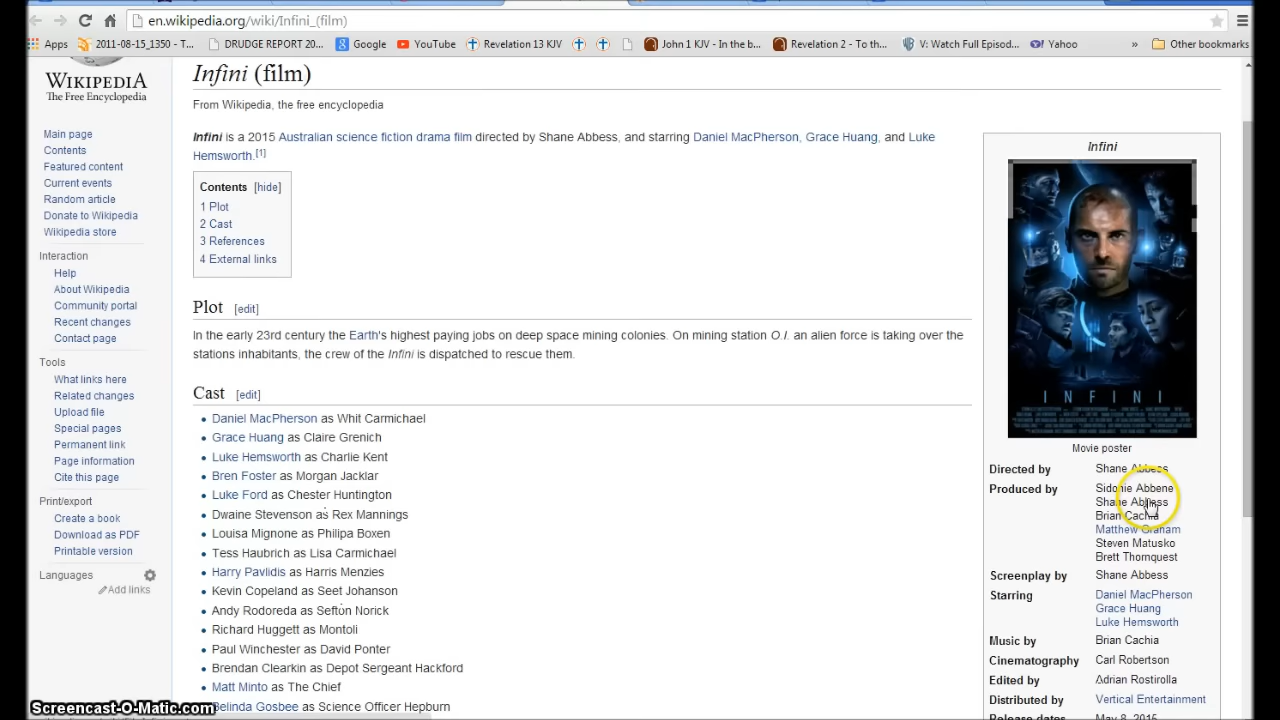 en.wikipedia.org/wiki/Infini_(film)
Apps
2011-08-15_1350 - T...
DRUDGE REPORT 20...
Google
YouTube
Revelation 13 KJV
John 1 KJV - In the b...
Revelation 2 - To th...
V: Watch Full Episod...
Yahoo
»
Other bookmarks
WIKIPEDIA
The Free Encyclopedia
Main page
Contents
Featured content
Current events
Random article
Donate to Wikipedia
Wikipedia store
Interaction
Help
About Wikipedia
Community portal
Recent changes
Contact page
Tools
What links here
Related changes
Upload file
Special pages
Permanent link
Page information
Cite this page
Print/export
Create a book
Download as PDF
Printable version
Languages
Add links
Infini (film)
From Wikipedia, the free encyclopedia
Infini is a 2015 Australian science fiction drama film directed by Shane Abbess, and starring Daniel MacPherson, Grace Huang, and Luke
Hemsworth.[1]
Contents [hide]
1 Plot
2 Cast
3 References
4 External links
Plot [edit]
In the early 23rd century the Earth's highest paying jobs on deep space mining colonies. On mining station O.I. an alien force is taking over the
stations inhabitants, the crew of the Infini is dispatched to rescue them.
Cast [edit]
Daniel MacPherson as Whit Carmichael
Grace Huang as Claire Grenich
Luke Hemsworth as Charlie Kent
Bren Foster as Morgan Jacklar
Luke Ford as Chester Huntington
Dwaine Stevenson as Rex Mannings
Louisa Mignone as Philipa Boxen
Tess Haubrich as Lisa Carmichael
Harry Pavlidis as Harris Menzies
Kevin Copeland as Seet Johanson
Andy Rodoreda as Sefton Norick
Richard Huggett as Montoli
Paul Winchester as David Ponter
Brendan Clearkin as Depot Sergeant Hackford
Matt Minto as The Chief
Belinda Gosbee as Science Officer Hepburn
Infini
INFINI
Movie poster
Directed by Shane Abbess
Produced by Sidonie Abbene
Shane Abbess
Brian Cachia
Matthew Graham
Steven Matusko
Brett Thornquest
Screenplay by Shane Abbess
Starring Daniel MacPherson
Grace Huang
Luke Hemsworth
Music by Brian Cachia
Cinematography Carl Robertson
Edited by Adrian Rostirolla
Distributed by Vertical Entertainment
Release dates May 8, 2015
Screencast-O-Matic.com